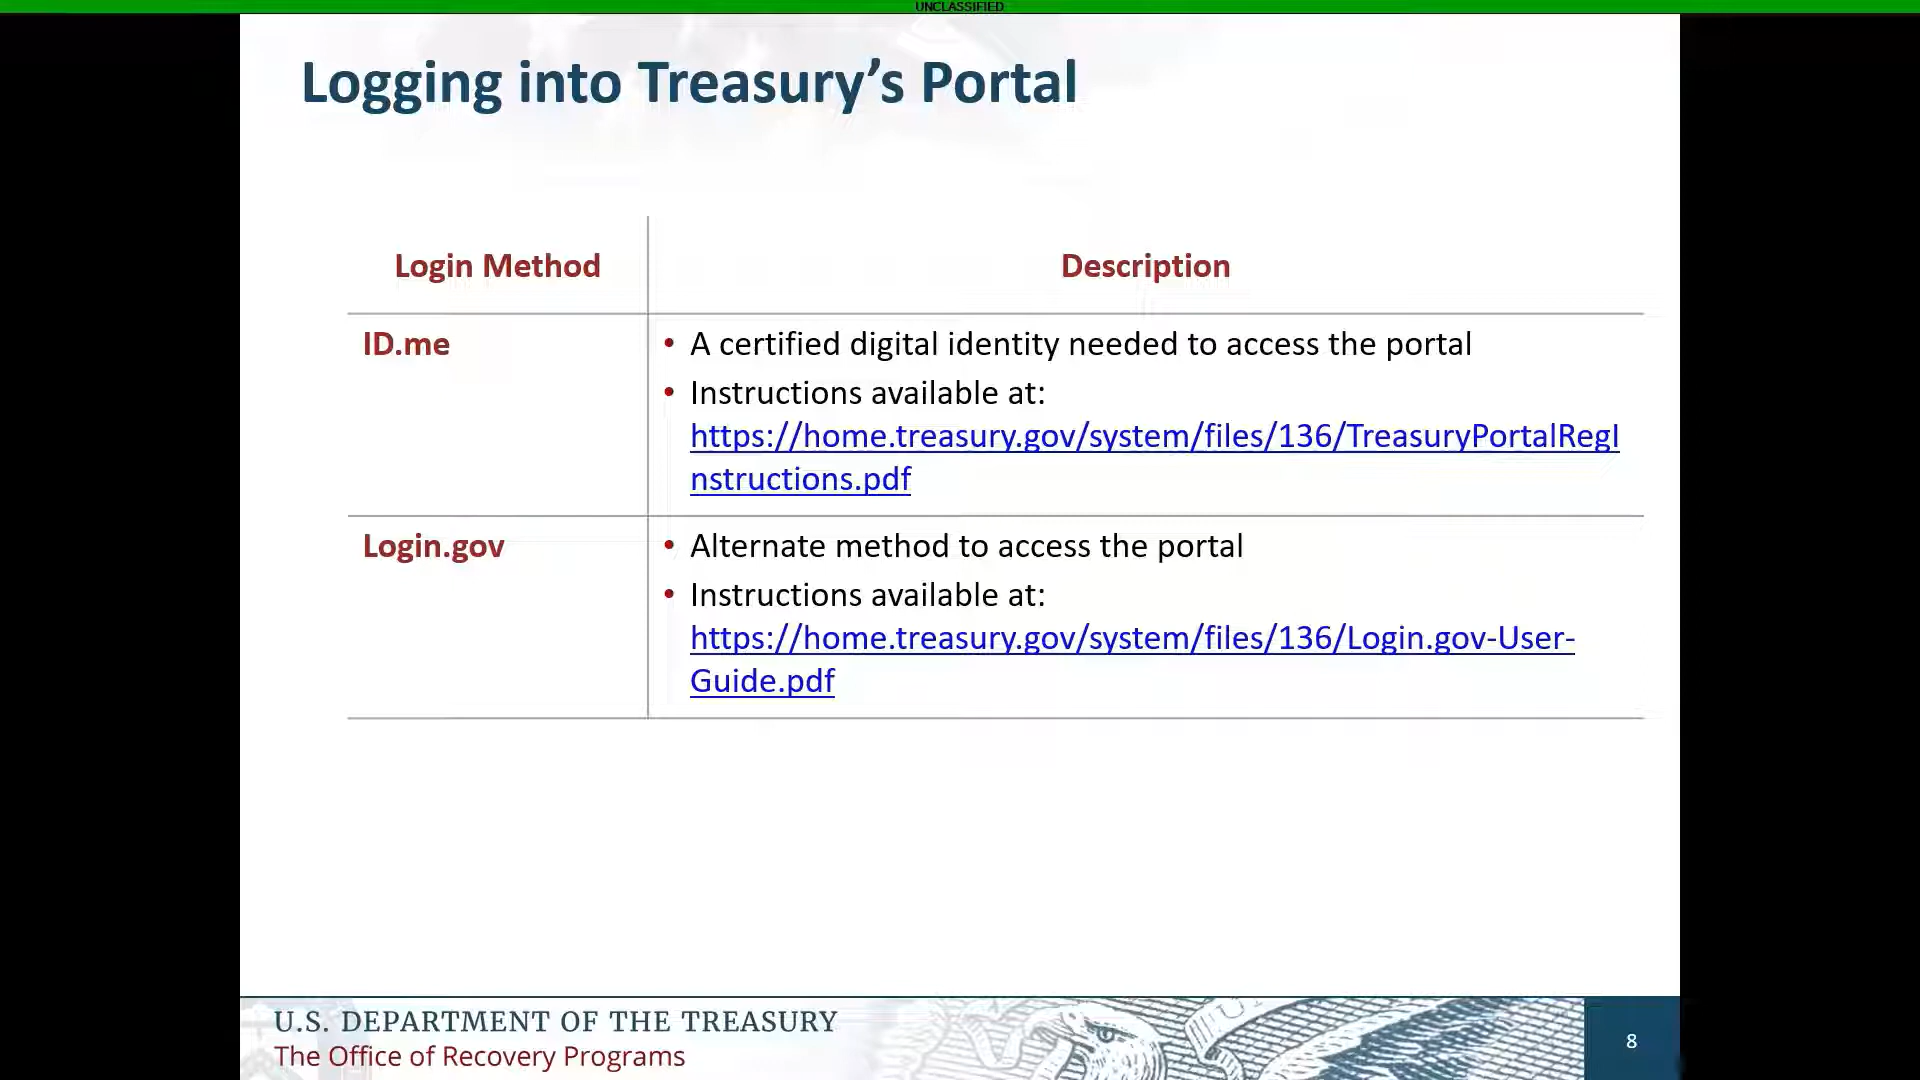 UNCLASSIFIED
Logging into Treasury’s Portal
Login Method
Description
ID.me
• A certified digital identity needed to access the portal
• Instructions available at:
https://home.treasury.gov/system/files/136/TreasuryPortalRegI
nstructions.pdf
Login.gov
• Alternate method to access the portal
• Instructions available at:
https://home.treasury.gov/system/files/136/Login.gov-User-
Guide.pdf
U.S. DEPARTMENT OF THE TREASURY
The Office of Recovery Programs
8